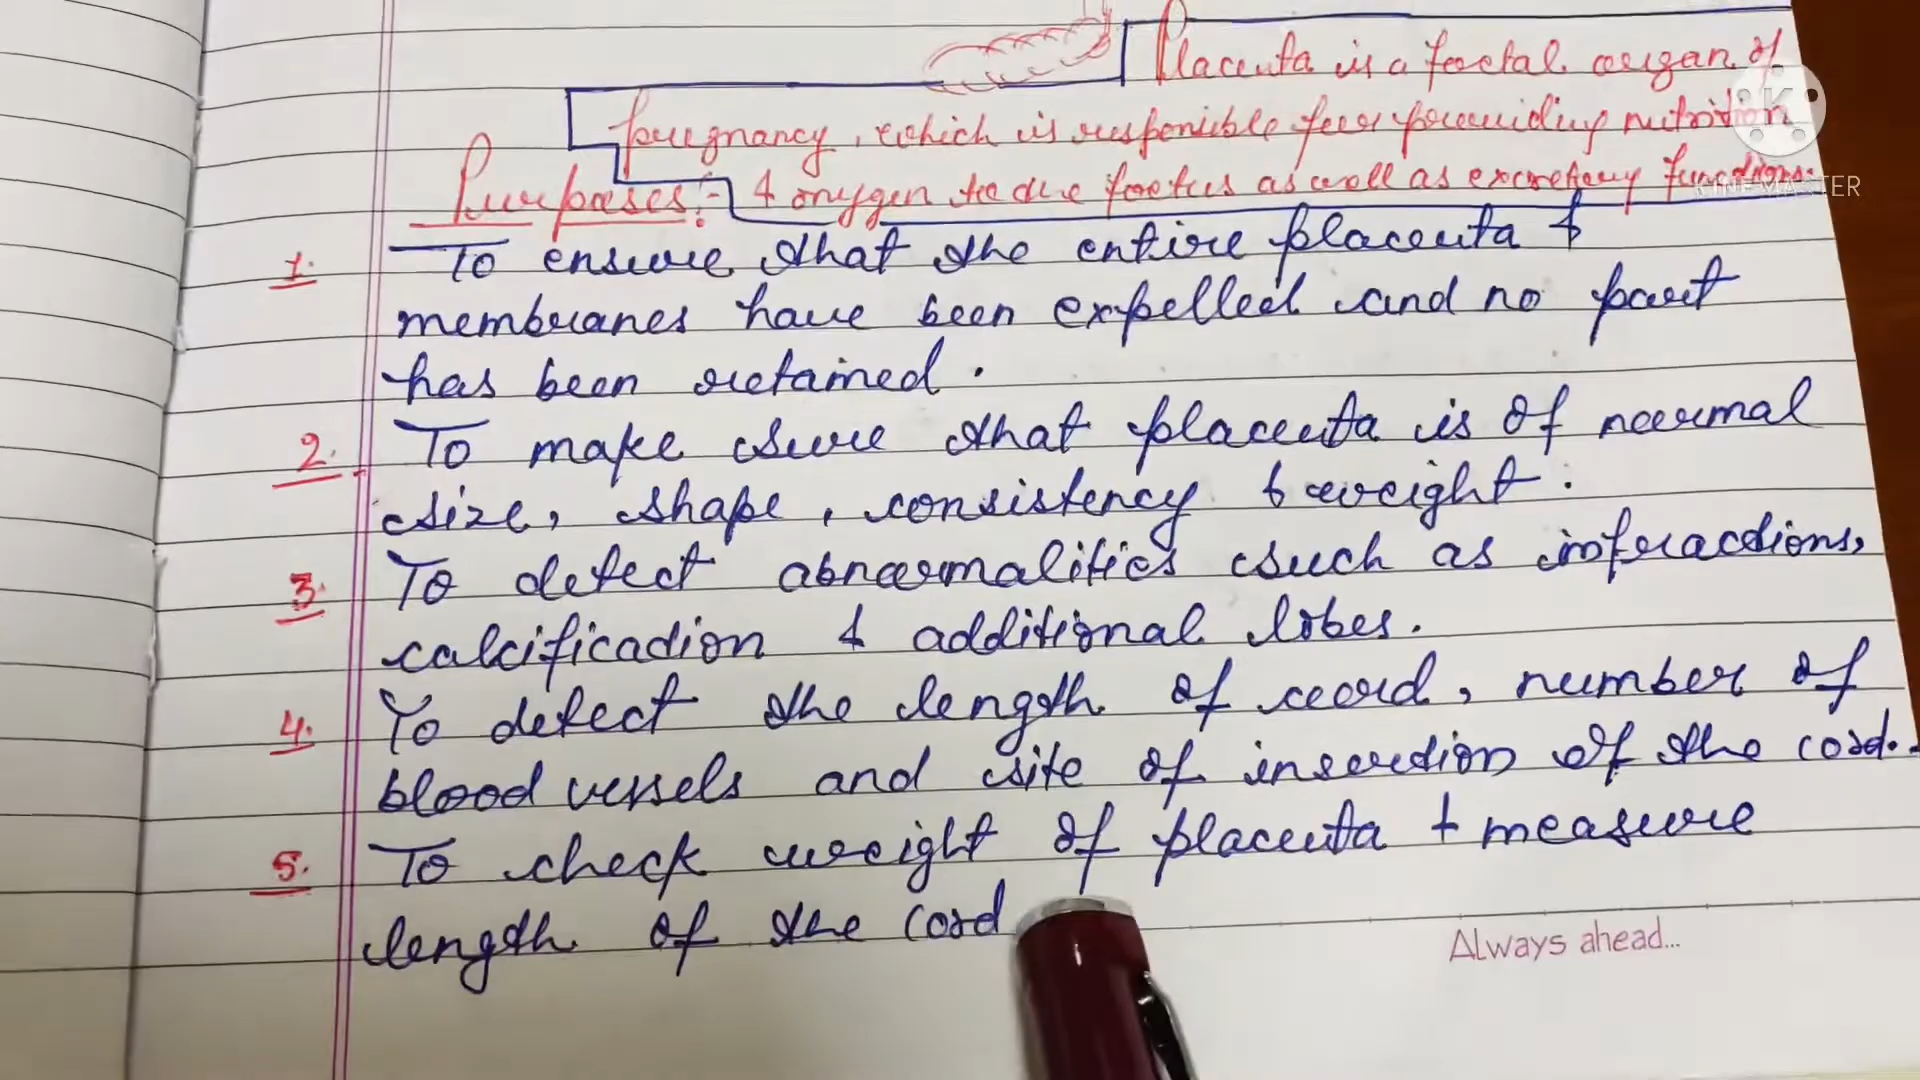 Placenta is a foetal organ of
pregnancy, which is responsible for providing nutrition
Purposes:- & oxygen to the foetus as well as excretory functions.
KINEMASTER
1. To ensure that the entire placenta &
membranes have been expelled and no part
has been retained.
2. To make sure that placenta is of normal
size, shape, consistency & weight.
3. To detect abnormalities such as infractions,
calcification & additional lobes.
4. To detect the length of cord, number of
blood vessels and site of insertion of the cord.
5. To check weight of placenta & measure
length of the cord
Always ahead...